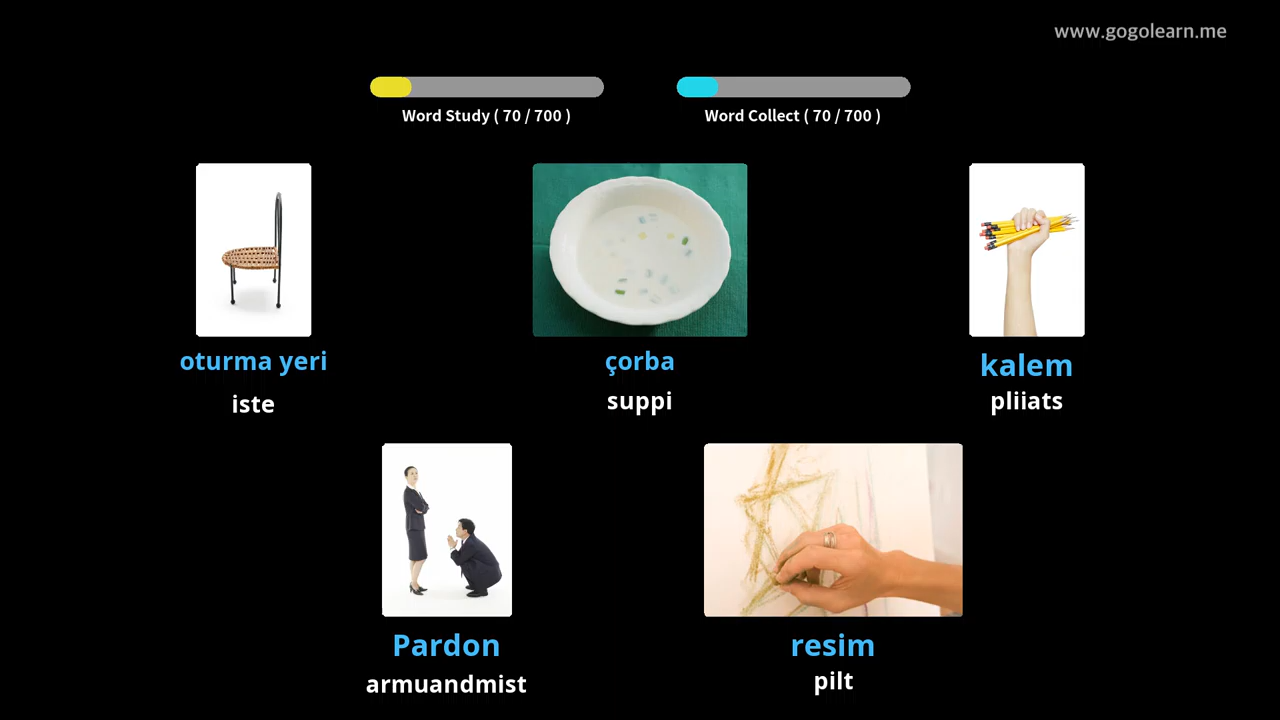 www.gogolearn.me
Word Study ( 70 / 700 )
Word Collect ( 70 / 700 )
oturma yeri
iste
çorba
suppi
kalem
pliiats
Pardon
armuandmist
resim
pilt